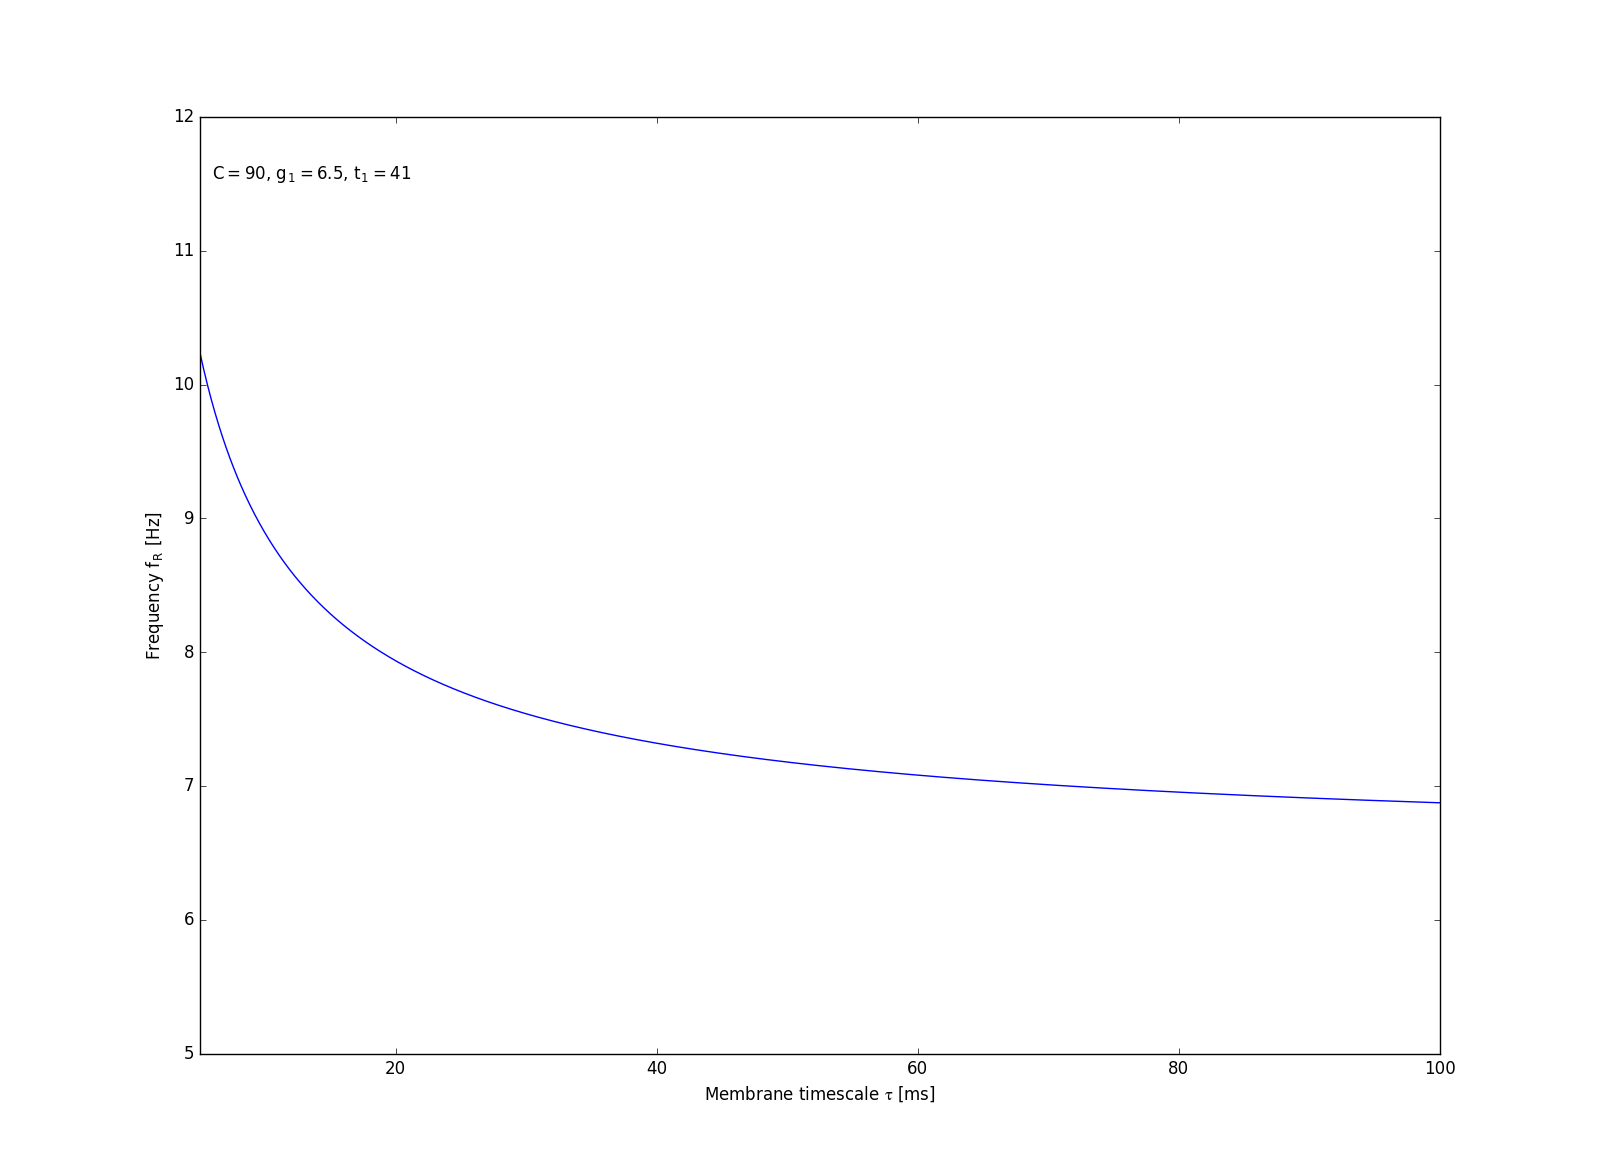 12
C = 90, g₁ = 6.5, t₁ = 41
11
10
9
8
7
6
5
Frequency f_R [Hz]
20 40 60 80 100
Membrane timescale τ [ms]